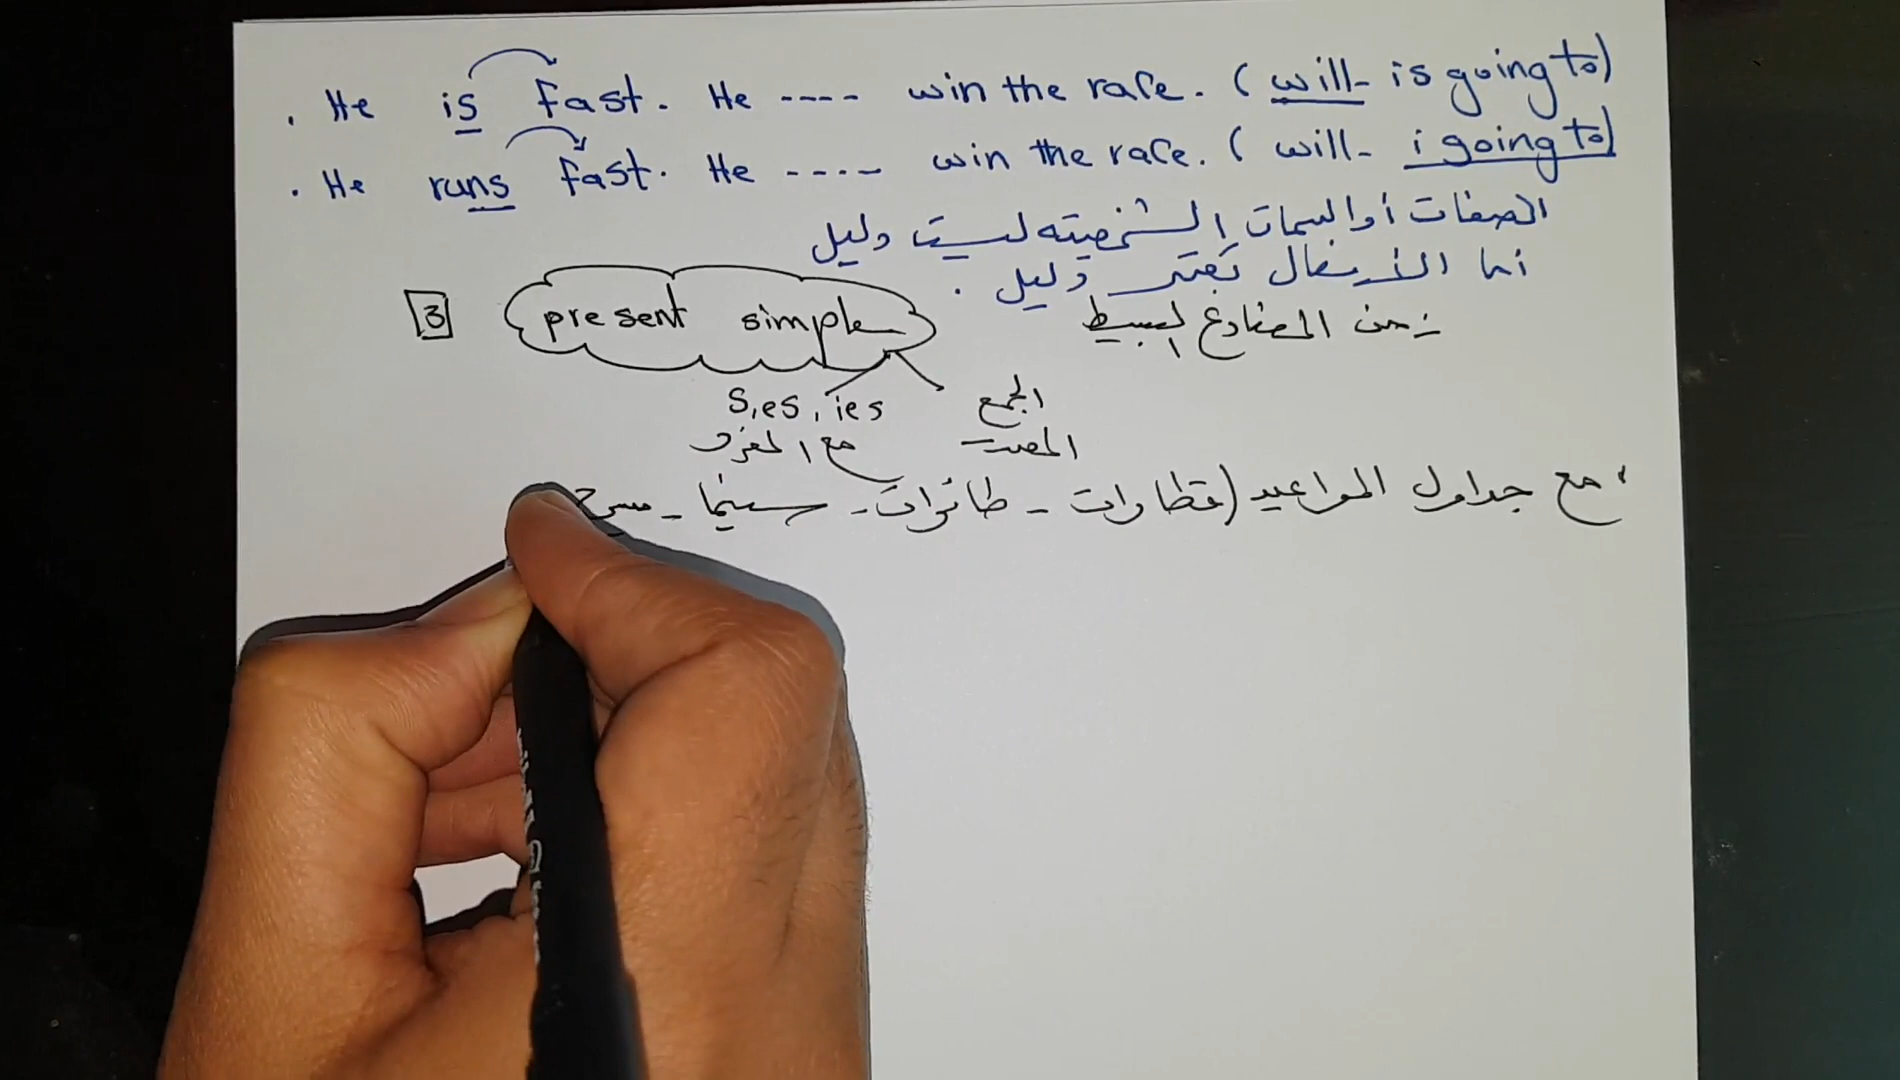 . He is fast. He ---- win the race. (will- is going to)
. He runs fast. He ---- win the race. (will- i going to)
الصفات أو السمات الشخصيته ليست دليل
أما الأفعال تعتبر دليل .
3 present simple زمن المضارع البسيط
s,es, ies الجمع
مع المفرد المصدر
، مع جداول المواعيد (قطارات - طائرات - سينما - مسرح